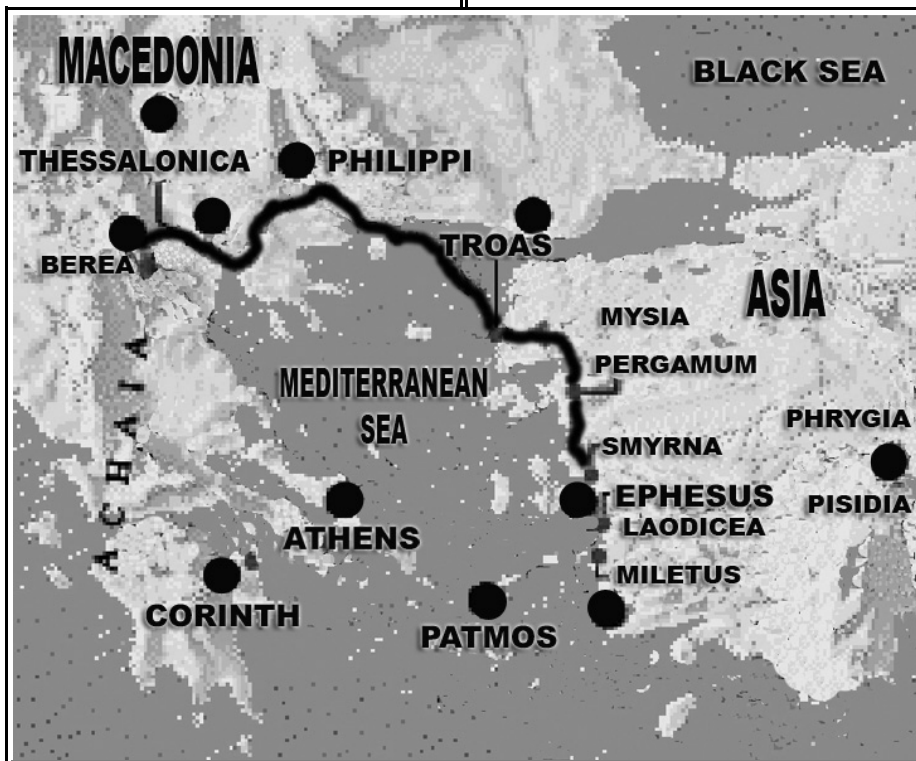 MACEDONIA
BLACK SEA
THESSALONICA
PHILIPPI
TROAS
BEREA
ASIA
MYSIA
MEDITERRANEAN
SEA
PERGAMUM
ACHAIA
PHRYGIA
SMYRNA
EPHESUS
PISIDIA
LAODICEA
ATHENS
MILETUS
CORINTH
PATMOS